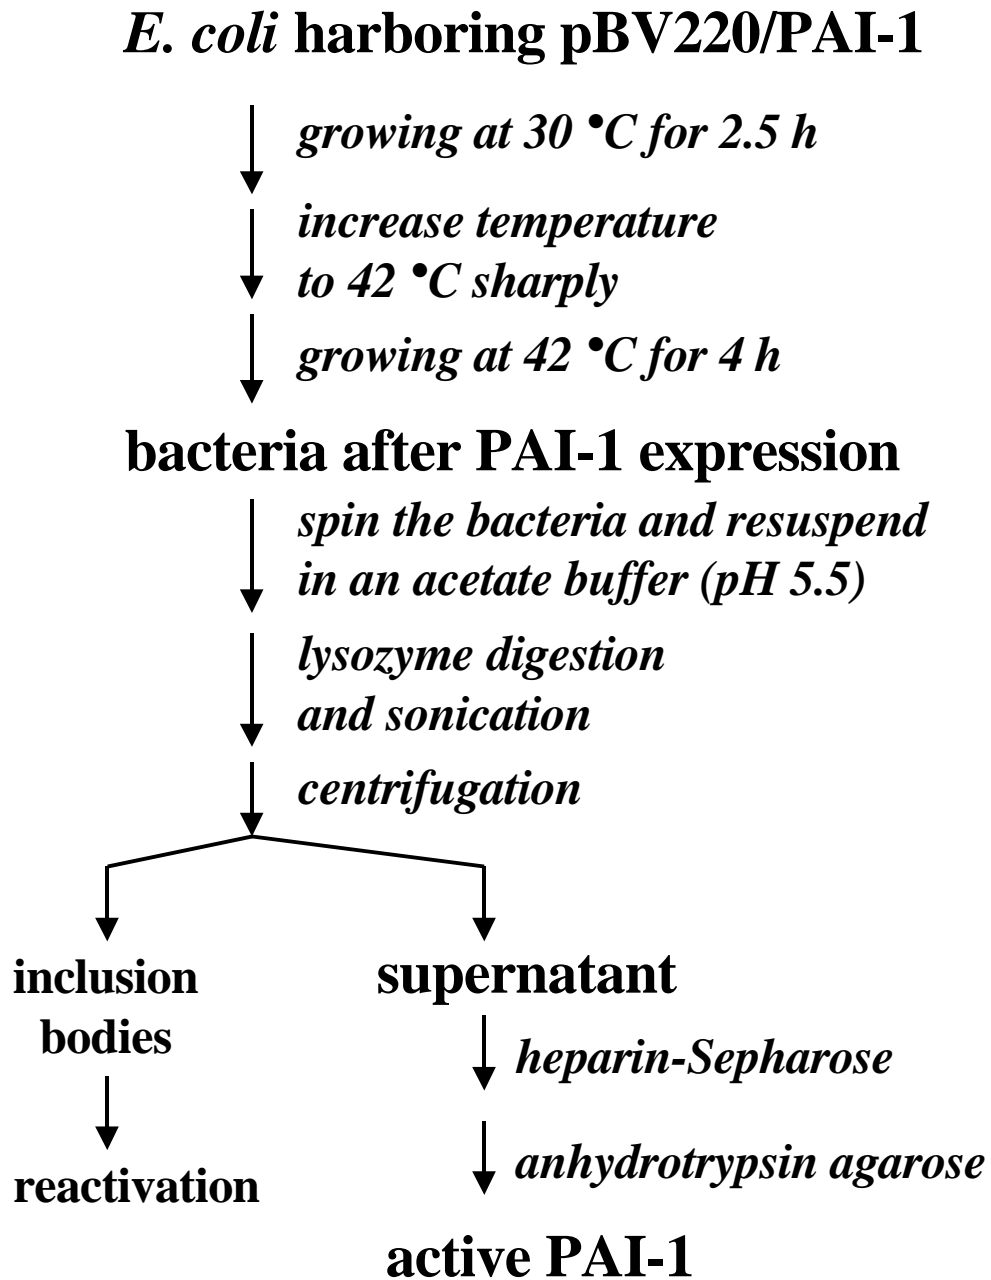 E. coli harboring pBV220/PAI-1
growing at 30 •C for 2.5 h
increase temperature
to 42 •C sharply
growing at 42 •C for 4 h
bacteria after PAI-1 expression
spin the bacteria and resuspend
in an acetate buffer (pH 5.5)
lysozyme digestion
and sonication
centrifugation
inclusion
bodies
reactivation
supernatant
heparin-Sepharose
anhydrotrypsin agarose
active PAI-1